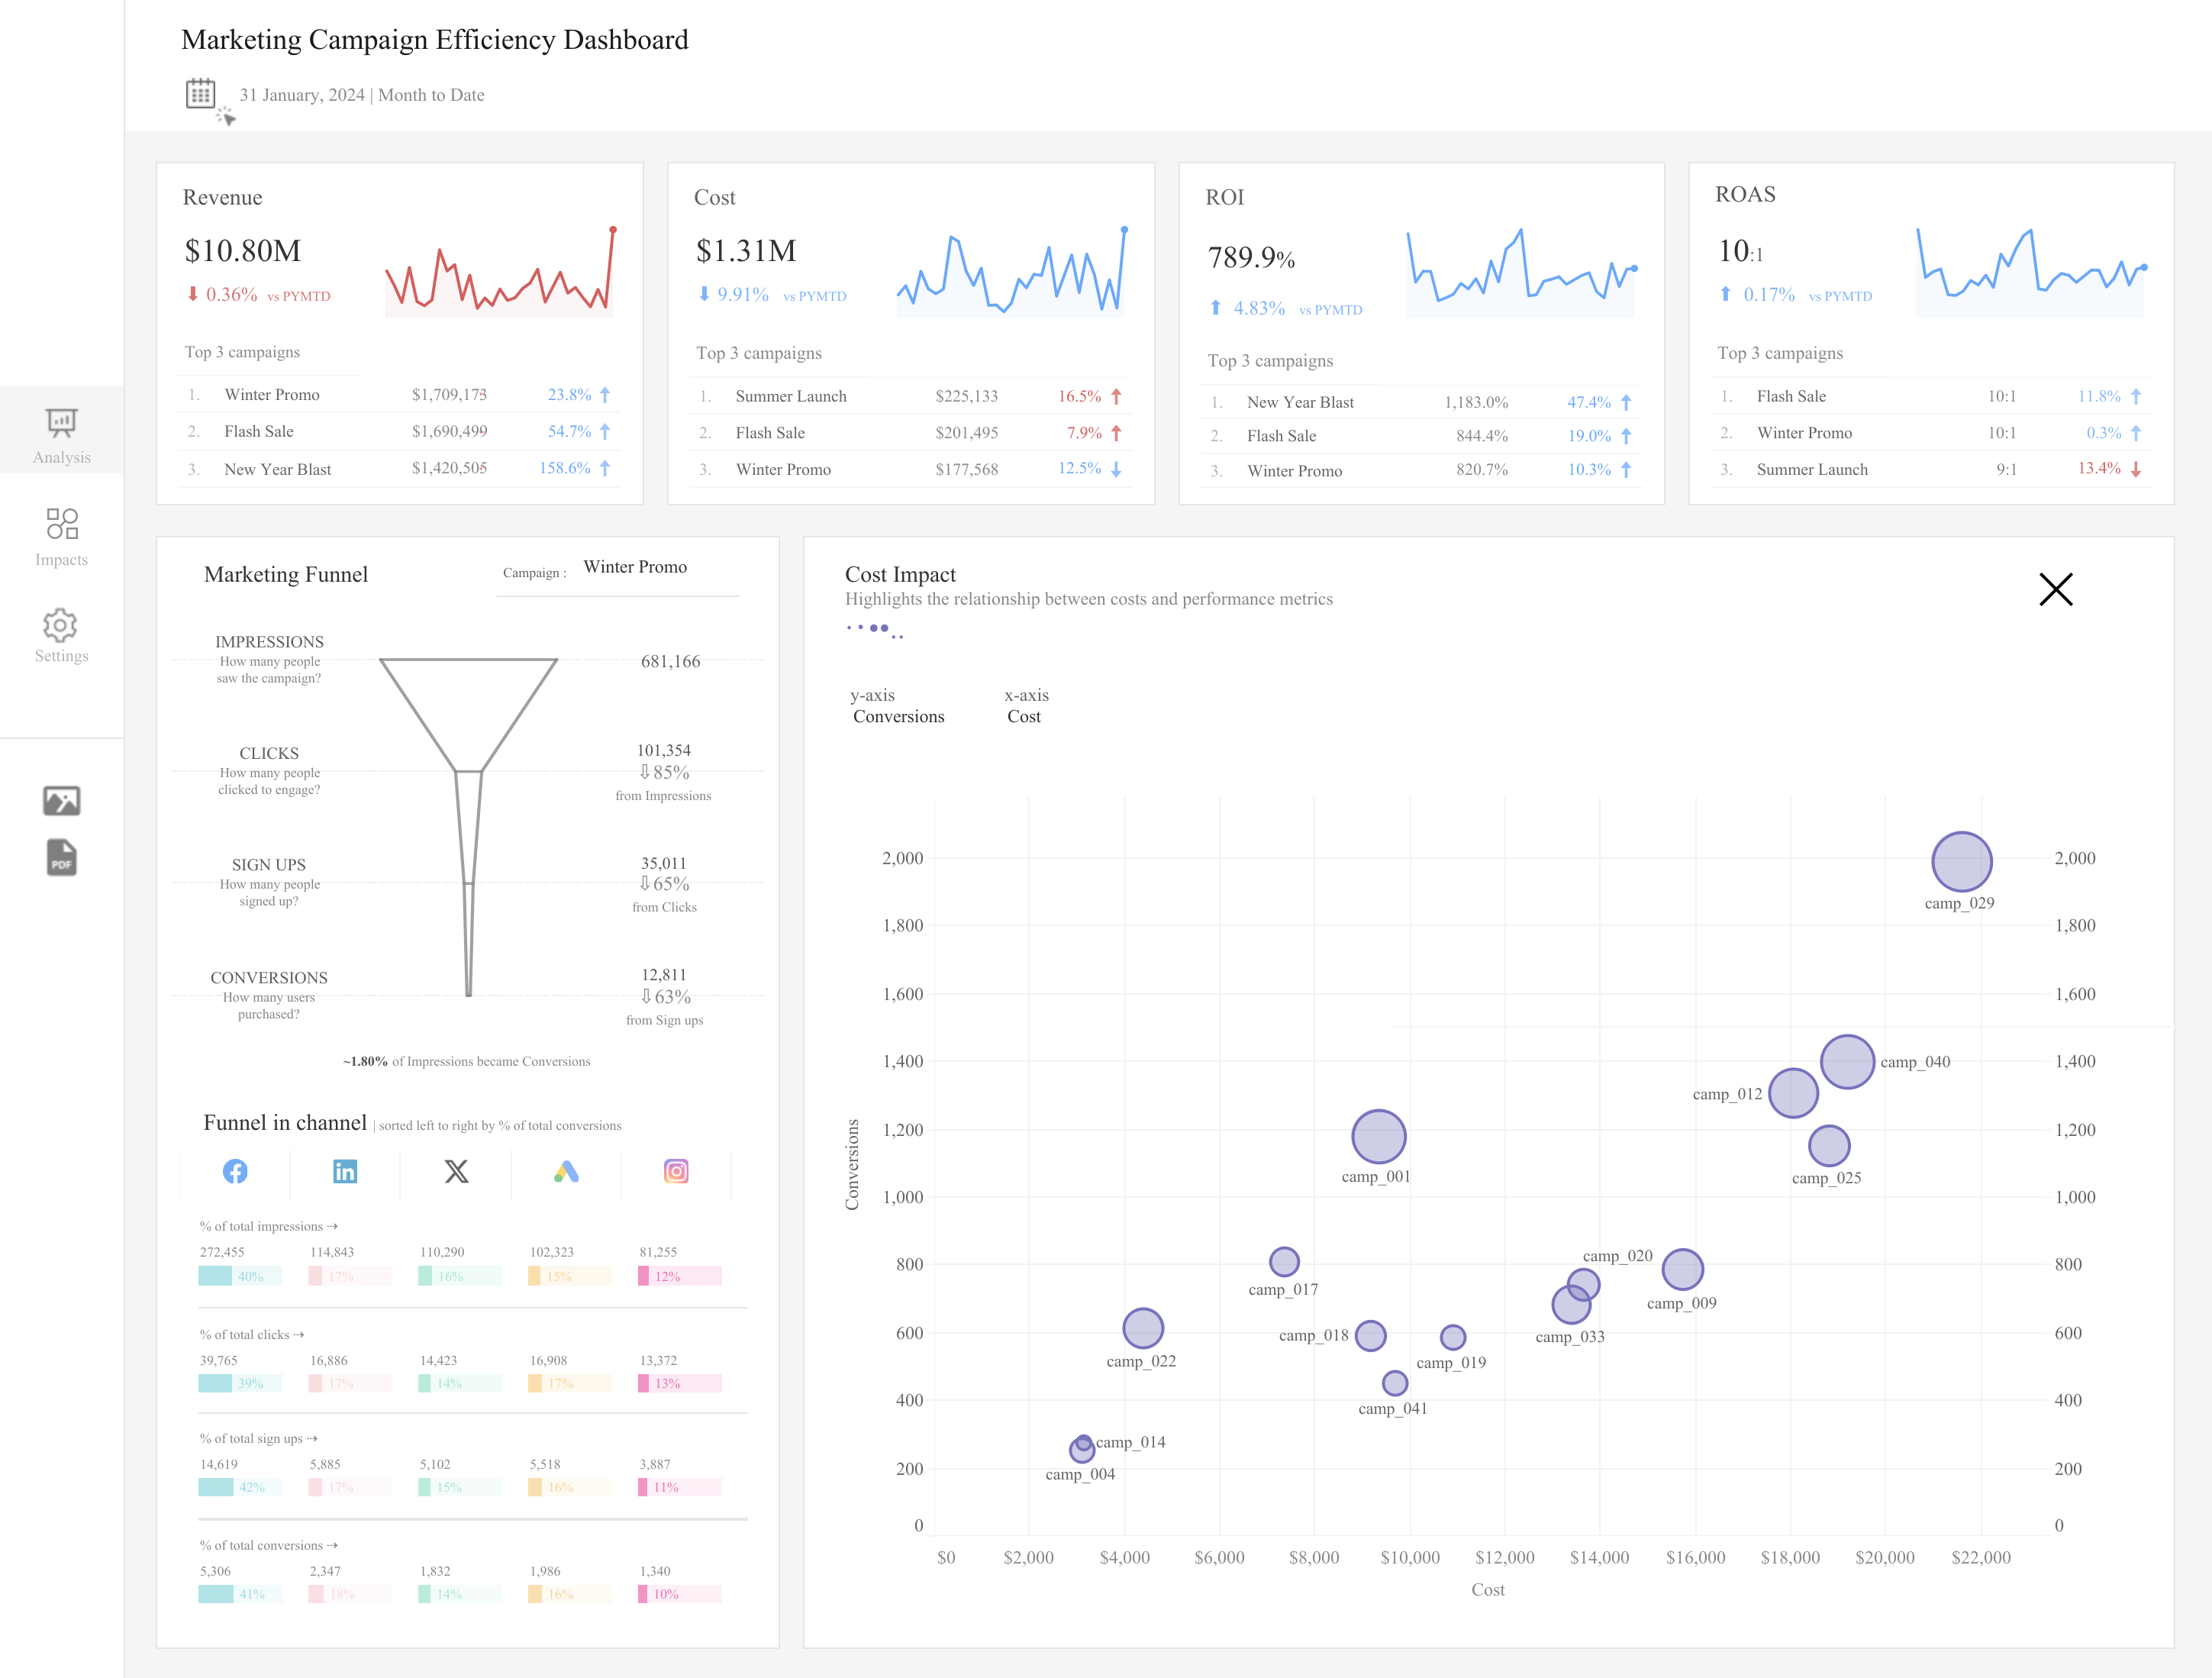 Marketing Campaign Efficiency Dashboard
31 January, 2024 | Month to Date
Analysis
Impacts
Settings
PDF
Revenue
$10.80M
⬇ 0.36% vs PYMTD
Top 3 campaigns
1. Winter Promo $1,709,173 23.8% ⬆
2. Flash Sale $1,690,499 54.7% ⬆
3. New Year Blast $1,420,505 158.6% ⬆
Cost
$1.31M
⬇ 9.91% vs PYMTD
Top 3 campaigns
1. Summer Launch $225,133 16.5% ⬆
2. Flash Sale $201,495 7.9% ⬆
3. Winter Promo $177,568 12.5% ⬇
ROI
789.9%
⬆ 4.83% vs PYMTD
Top 3 campaigns
1. New Year Blast 1,183.0% 47.4% ⬆
2. Flash Sale 844.4% 19.0% ⬆
3. Winter Promo 820.7% 10.3% ⬆
ROAS
10:1
⬆ 0.17% vs PYMTD
Top 3 campaigns
1. Flash Sale 10:1 11.8% ⬆
2. Winter Promo 10:1 0.3% ⬆
3. Summer Launch 9:1 13.4% ⬇
Marketing Funnel
Campaign : Winter Promo
IMPRESSIONS
How many people
saw the campaign?
681,166
CLICKS
How many people
clicked to engage?
101,354
⇩85%
from Impressions
SIGN UPS
How many people
signed up?
35,011
⇩65%
from Clicks
CONVERSIONS
How many users
purchased?
12,811
⇩63%
from Sign ups
~1.80% of Impressions became Conversions
Funnel in channel | sorted left to right by % of total conversions
% of total impressions ⇢
272,455 114,843 110,290 102,323 81,255
40% 17% 16% 15% 12%
% of total clicks ⇢
39,765 16,886 14,423 16,908 13,372
39% 17% 14% 17% 13%
% of total sign ups ⇢
14,619 5,885 5,102 5,518 3,887
42% 17% 15% 16% 11%
% of total conversions ⇢
5,306 2,347 1,832 1,986 1,340
41% 18% 14% 16% 10%
Cost Impact
Highlights the relationship between costs and performance metrics
y-axis x-axis
Conversions Cost
2,000 2,000
camp_029
1,800 1,800
1,600 1,600
1,400 camp_040 1,400
camp_012
1,200 1,200
camp_001 camp_025
1,000 1,000
Conversions
camp_020
800 800
camp_017 camp_009
600 camp_018 camp_033 600
camp_022 camp_019
400 400
camp_041
camp_014
200 200
camp_004
0 0
$0 $2,000 $4,000 $6,000 $8,000 $10,000 $12,000 $14,000 $16,000 $18,000 $20,000 $22,000
Cost